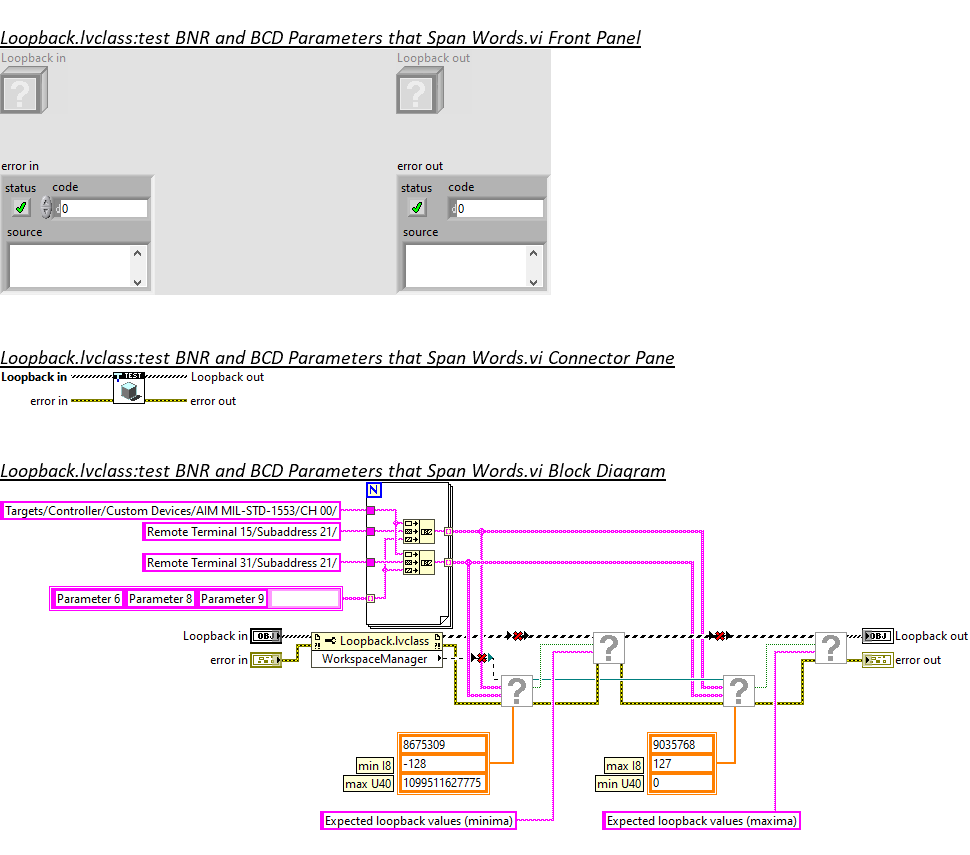 Loopback.lvclass:test BNR and BCD Parameters that Span Words.vi Front Panel
Loopback in
Loopback out
?
?
error in
error out
status code
status code
0
0
source
source
Loopback.lvclass:test BNR and BCD Parameters that Span Words.vi Connector Pane
Loopback in
TEST
Loopback out
error in
error out
Loopback.lvclass:test BNR and BCD Parameters that Span Words.vi Block Diagram
N
Targets/Controller/Custom Devices/AIM MIL-STD-1553/CH 00/
Remote Terminal 15/Subaddress 21/
Remote Terminal 31/Subaddress 21/
Parameter 6 Parameter 8 Parameter 9
Loopback in
OBJ
Loopback.lvclass
OBJ
Loopback out
error in
WorkspaceManager
?
?
error out
?
?
8675309
9035768
min I8
-128
max I8
127
max U40
1099511627775
min U40
0
Expected loopback values (minima)
Expected loopback values (maxima)